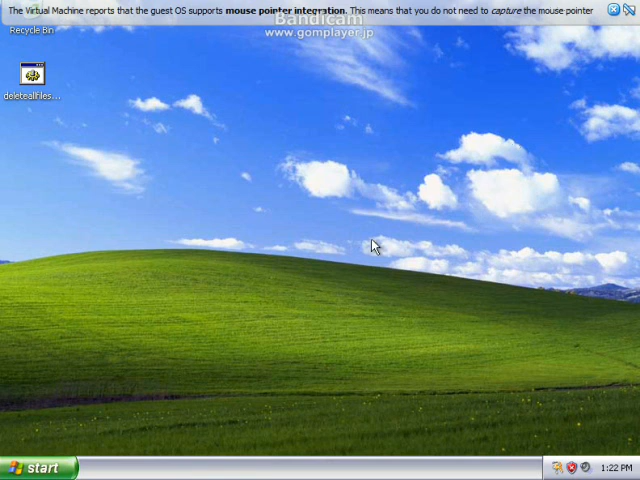 The Virtual Machine reports that the guest OS supports mouse pointer integration. This means that you do not need to capture the mouse pointer
Bandicam
www.gomplayer.jp
Recycle Bin
deleteallfiles...
start
1:22 PM